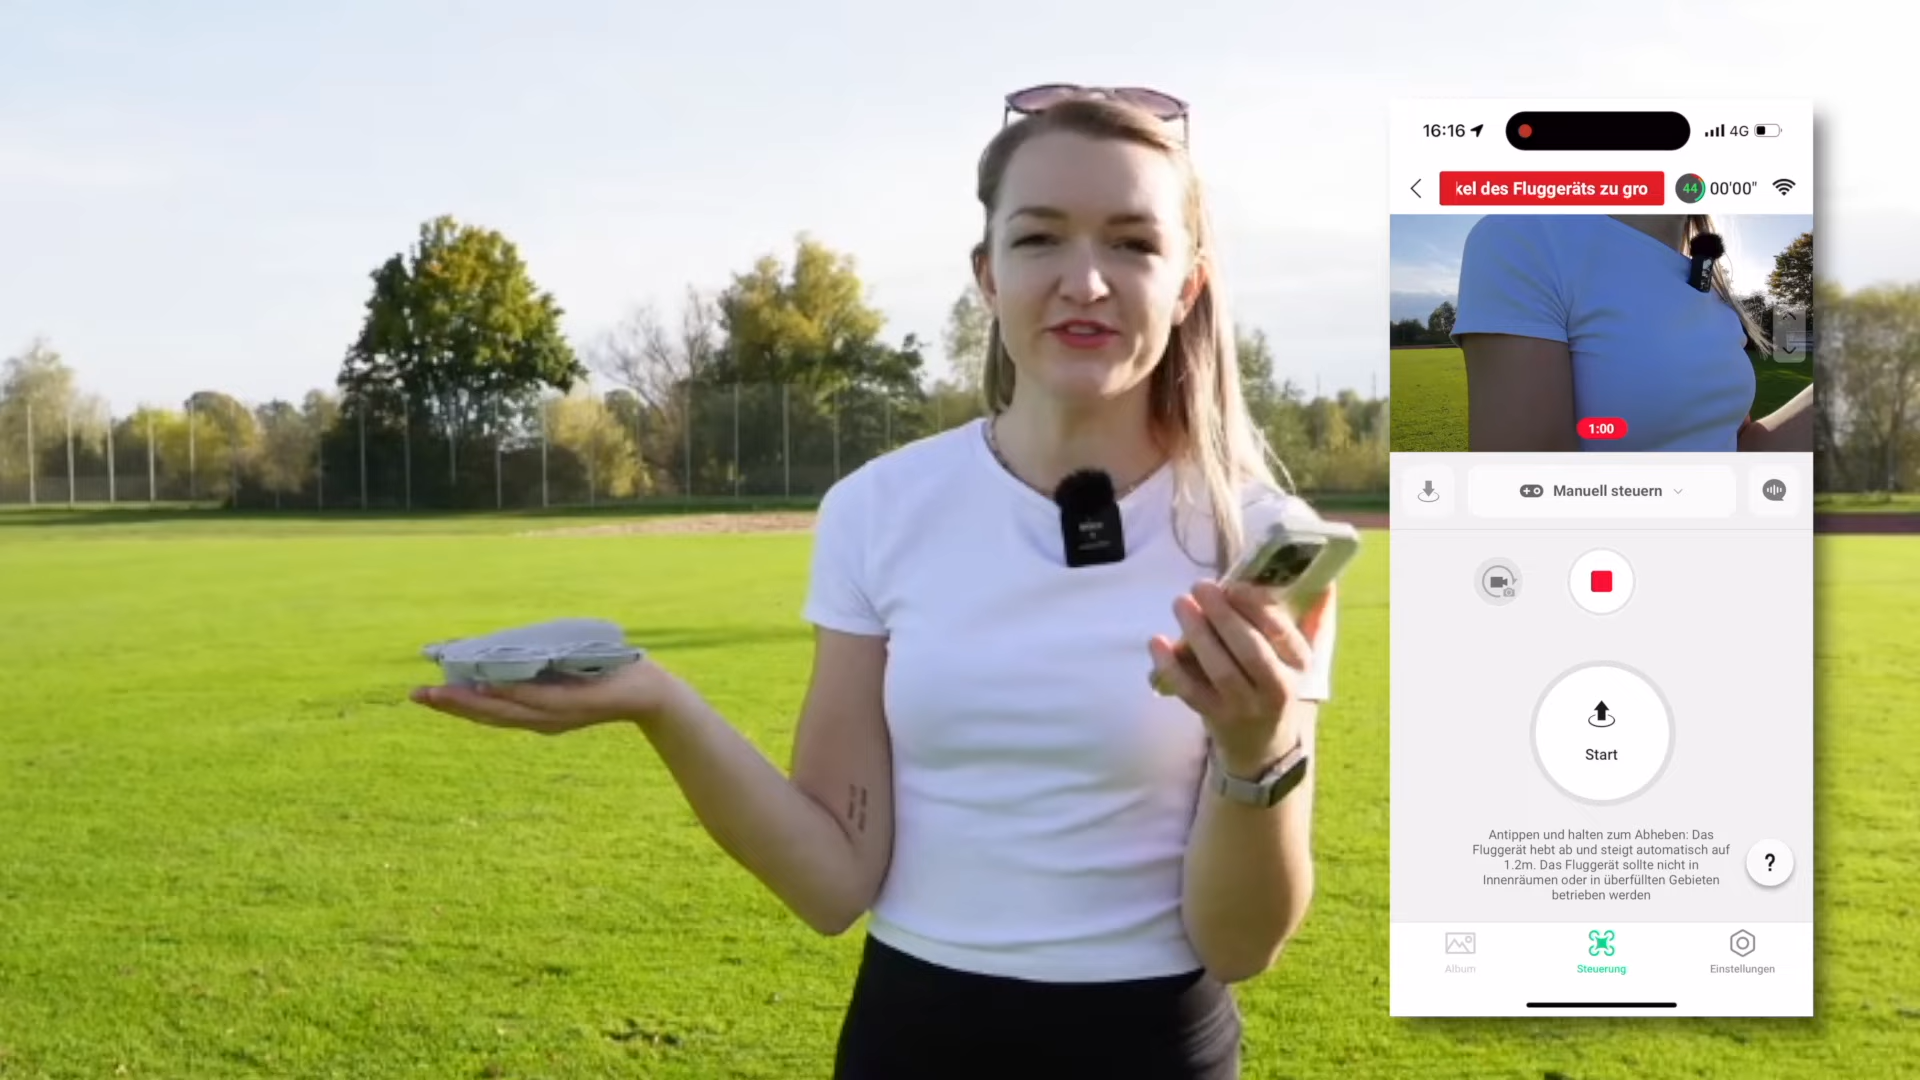 16:16
4G
kel des Fluggeräts zu gro
44
00'00"
1:00
Manuell steuern
Start
Antippen und halten zum Abheben: Das
Fluggerät hebt ab und steigt automatisch auf
1.2m. Das Fluggerät sollte nicht in
Innenräumen oder in überfüllten Gebieten
betrieben werden
?
Album
Steuerung
Einstellungen